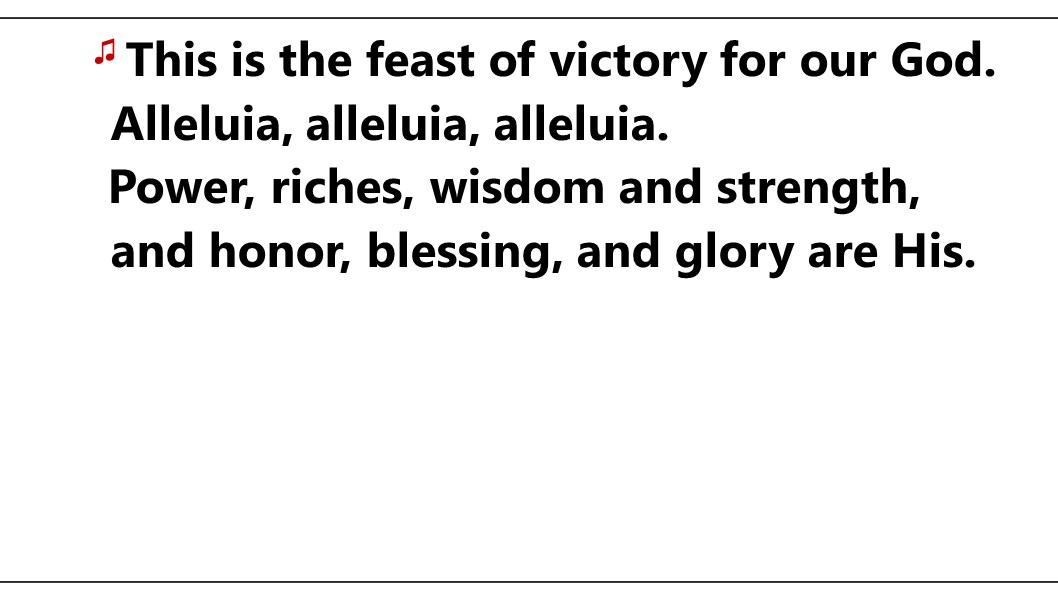 ♫ This is the feast of victory for our God.
Alleluia, alleluia, alleluia.
Power, riches, wisdom and strength,
and honor, blessing, and glory are His.